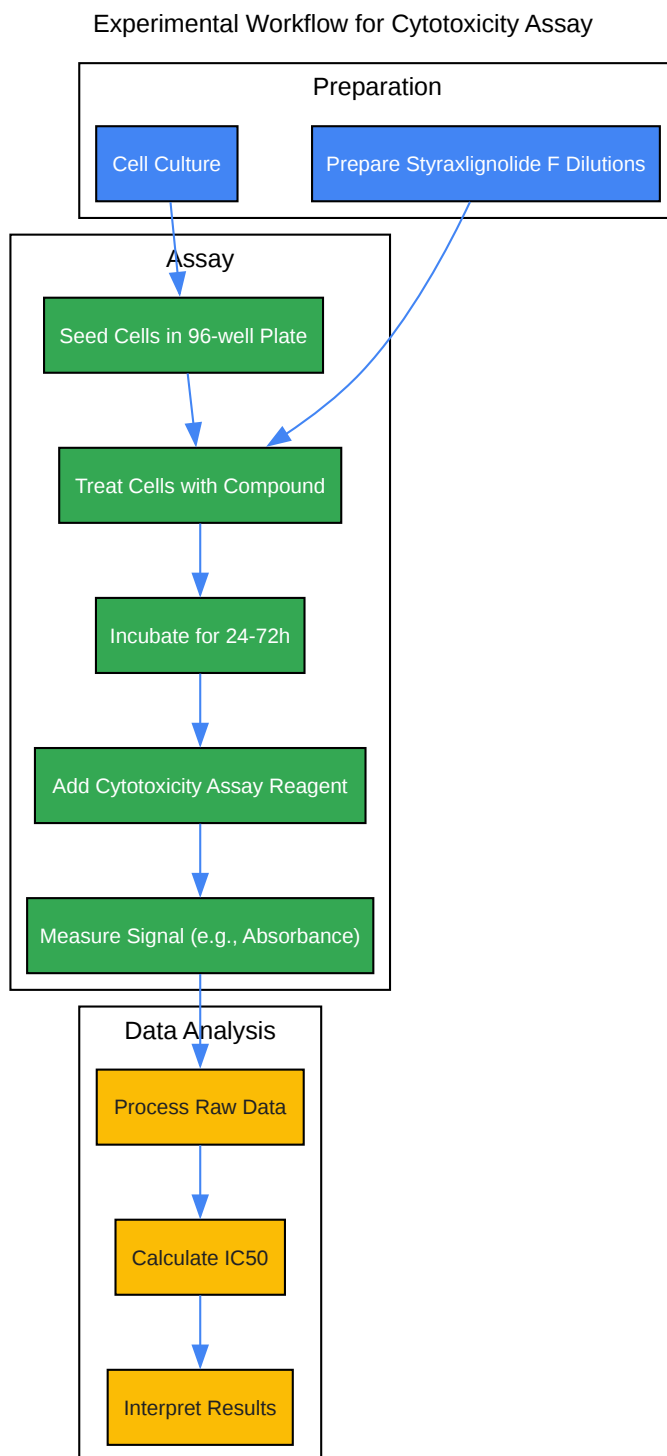 Experimental Workflow for Cytotoxicity Assay
Preparation
Cell Culture
Prepare Styraxlignolide F Dilutions
Assay
Seed Cells in 96-well Plate
Treat Cells with Compound
Incubate for 24-72h
Add Cytotoxicity Assay Reagent
Measure Signal (e.g., Absorbance)
Data Analysis
Process Raw Data
Calculate IC50
Interpret Results